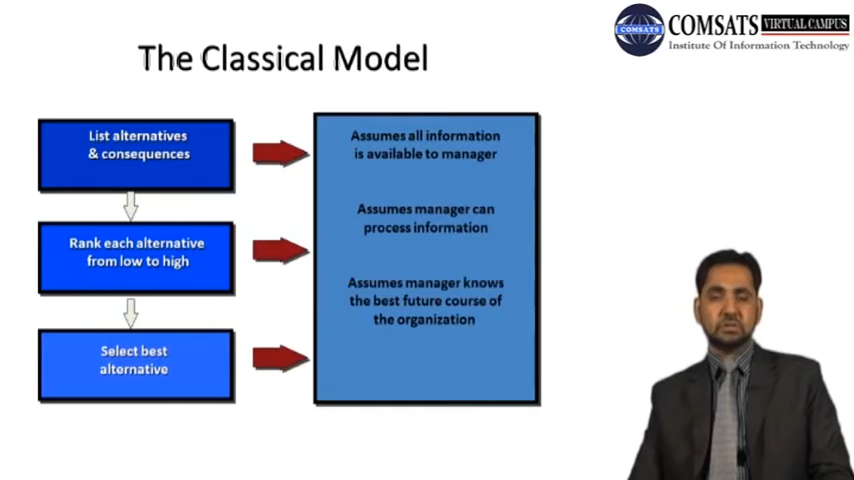 COMSATS VIRTUAL CAMPUS
Institute Of Information Technology
COMSATS
The Classical Model
List alternatives
& consequences
Rank each alternative
from low to high
Select best
alternative
Assumes all information
is available to manager
Assumes manager can
process information
Assumes manager knows
the best future course of
the organization